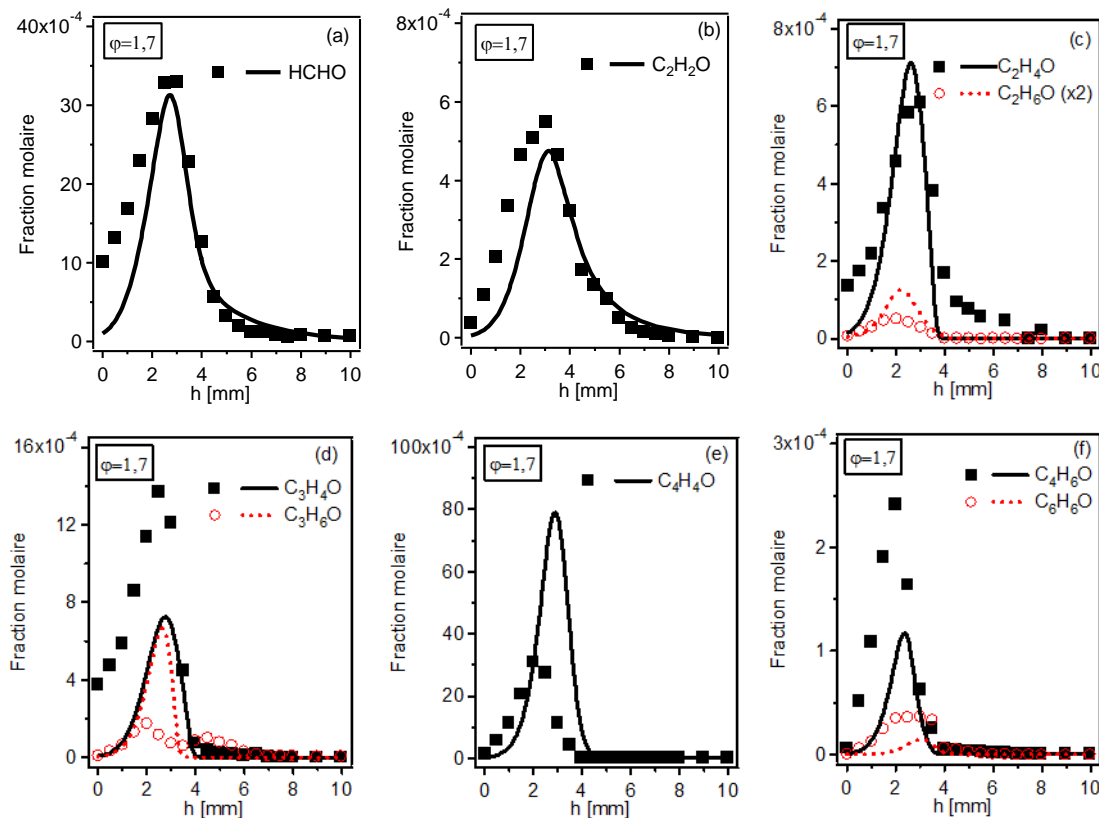 (a)
φ=1,7
HCHO
40x10⁻⁴
30
20
10
0
Fraction molaire
0 2 4 6 8 10
h [mm]
(b)
φ=1,7
C₂H₂O
8x10⁻⁴
6
4
2
0
Fraction molaire
0 2 4 6 8 10
h [mm]
(c)
φ=1,7
C₂H₄O
C₂H₆O (x2)
8x10⁻⁴
6
4
2
0
Fraction molaire
0 2 4 6 8 10
h [mm]
(d)
φ=1,7
C₃H₄O
C₃H₆O
16x10⁻⁴
12
8
4
0
Fraction molaire
0 2 4 6 8 10
h [mm]
(e)
φ=1,7
C₄H₄O
100x10⁻⁴
80
60
40
20
0
Fraction molaire
0 2 4 6 8 10
h [mm]
(f)
φ=1,7
C₄H₆O
C₆H₆O
3x10⁻⁴
2
1
0
Fraction molaire
0 2 4 6 8 10
h [mm]